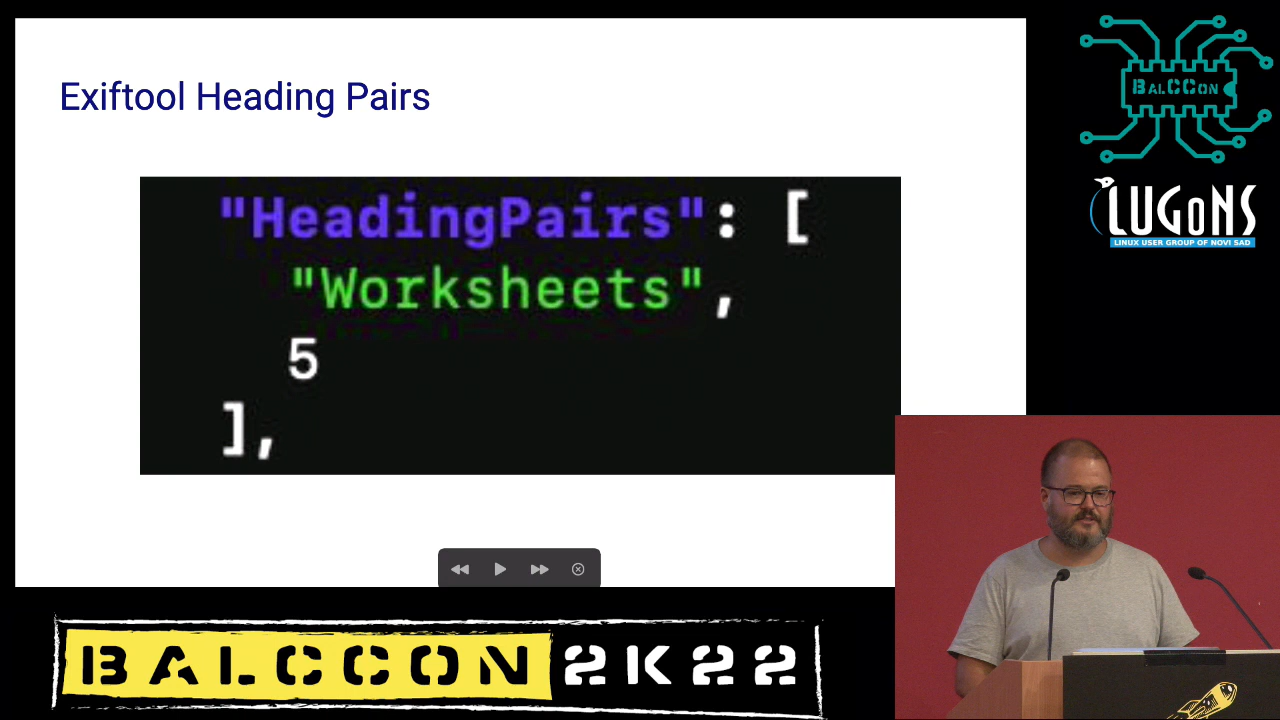 Exiftool Heading Pairs
"HeadingPairs": [
"Worksheets",
5
],
BALCCON
LUGoNS
LINUX USER GROUP OF NOVI SAD
BALCCON 2K22